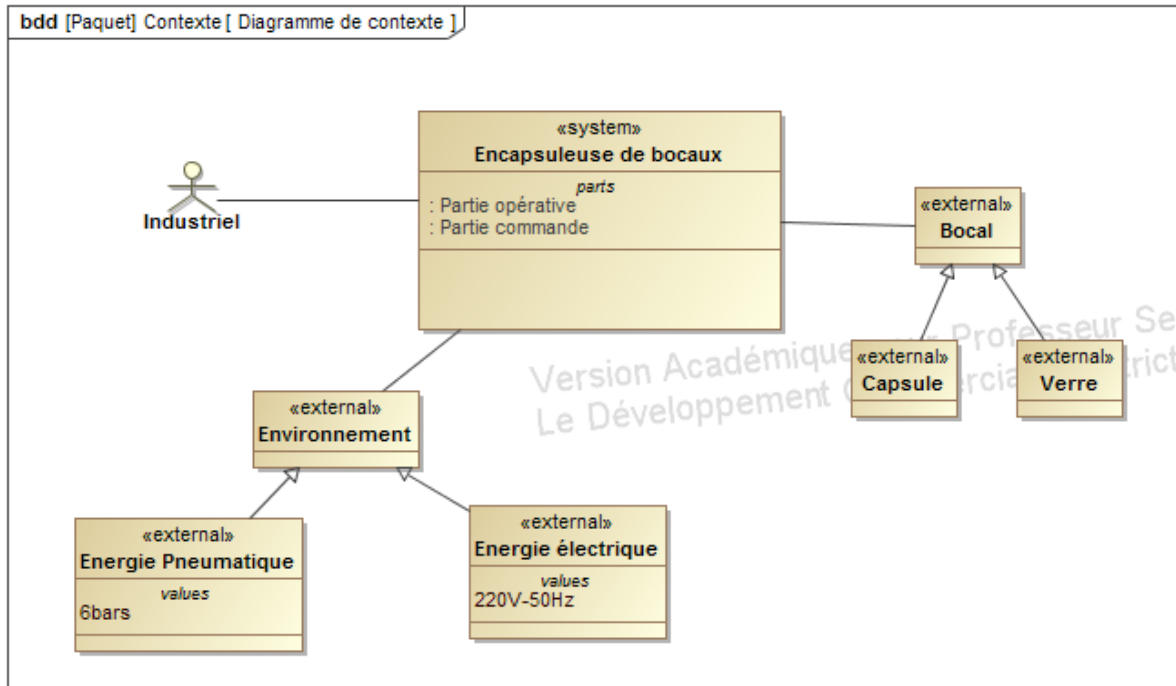 bdd [Paquet] Contexte [ Diagramme de contexte ]
«system»
Encapsuleuse de bocaux
parts
: Partie opérative
: Partie commande
Industriel
«external»
Bocal
«external»
Capsule
«external»
Verre
«external»
Environnement
«external»
Energie Pneumatique
values
6bars
«external»
Energie électrique
values
220V-50Hz
Version Académique Professeur
Le Développement